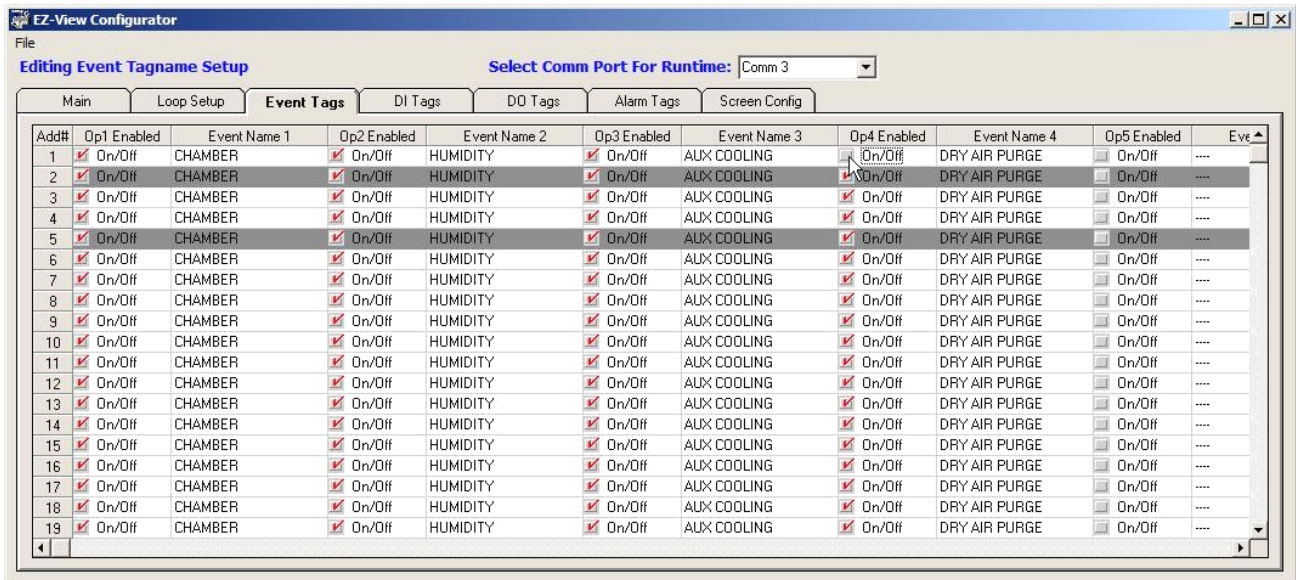 EZ-View Configurator
File
Editing Event Tagname Setup Select Comm Port For Runtime: Comm 3
Main Loop Setup Event Tags DI Tags DO Tags Alarm Tags Screen Config
Add# Op1 Enabled Event Name 1 Op2 Enabled Event Name 2 Op3 Enabled Event Name 3 Op4 Enabled Event Name 4 Op5 Enabled Eve
1 On/Off CHAMBER On/Off HUMIDITY On/Off AUX COOLING On/Off DRY AIR PURGE On/Off ----
2 On/Off CHAMBER On/Off HUMIDITY On/Off AUX COOLING On/Off DRY AIR PURGE On/Off ----
3 On/Off CHAMBER On/Off HUMIDITY On/Off AUX COOLING On/Off DRY AIR PURGE On/Off ----
4 On/Off CHAMBER On/Off HUMIDITY On/Off AUX COOLING On/Off DRY AIR PURGE On/Off ----
5 On/Off CHAMBER On/Off HUMIDITY On/Off AUX COOLING On/Off DRY AIR PURGE On/Off ----
6 On/Off CHAMBER On/Off HUMIDITY On/Off AUX COOLING On/Off DRY AIR PURGE On/Off ----
7 On/Off CHAMBER On/Off HUMIDITY On/Off AUX COOLING On/Off DRY AIR PURGE On/Off ----
8 On/Off CHAMBER On/Off HUMIDITY On/Off AUX COOLING On/Off DRY AIR PURGE On/Off ----
9 On/Off CHAMBER On/Off HUMIDITY On/Off AUX COOLING On/Off DRY AIR PURGE On/Off ----
10 On/Off CHAMBER On/Off HUMIDITY On/Off AUX COOLING On/Off DRY AIR PURGE On/Off ----
11 On/Off CHAMBER On/Off HUMIDITY On/Off AUX COOLING On/Off DRY AIR PURGE On/Off ----
12 On/Off CHAMBER On/Off HUMIDITY On/Off AUX COOLING On/Off DRY AIR PURGE On/Off ----
13 On/Off CHAMBER On/Off HUMIDITY On/Off AUX COOLING On/Off DRY AIR PURGE On/Off ----
14 On/Off CHAMBER On/Off HUMIDITY On/Off AUX COOLING On/Off DRY AIR PURGE On/Off ----
15 On/Off CHAMBER On/Off HUMIDITY On/Off AUX COOLING On/Off DRY AIR PURGE On/Off ----
16 On/Off CHAMBER On/Off HUMIDITY On/Off AUX COOLING On/Off DRY AIR PURGE On/Off ----
17 On/Off CHAMBER On/Off HUMIDITY On/Off AUX COOLING On/Off DRY AIR PURGE On/Off ----
18 On/Off CHAMBER On/Off HUMIDITY On/Off AUX COOLING On/Off DRY AIR PURGE On/Off ----
19 On/Off CHAMBER On/Off HUMIDITY On/Off AUX COOLING On/Off DRY AIR PURGE On/Off ----